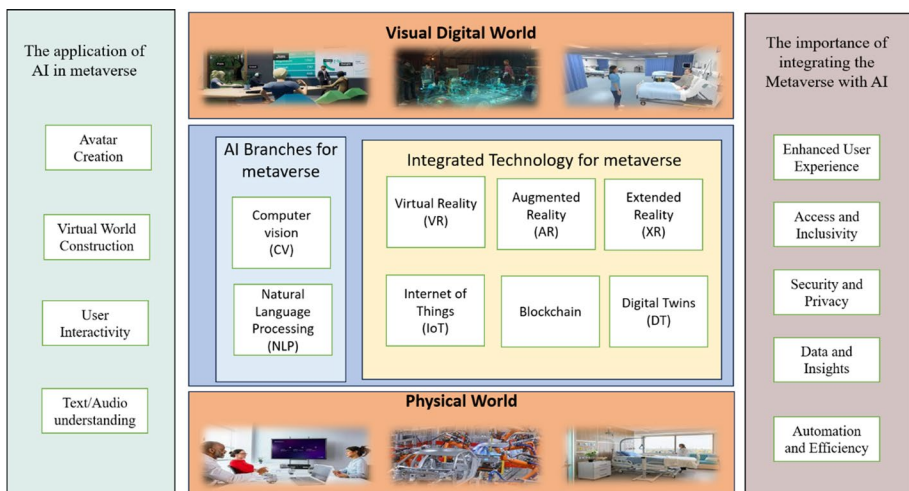 The application of
AI in metaverse
Avatar
Creation
Virtual World
Construction
User
Interactivity
Text/Audio
understanding
Visual Digital World
AI Branches for
metaverse
Computer
vision
(CV)
Natural
Language
Processing
(NLP)
Integrated Technology for metaverse
Virtual Reality
(VR)
Augmented
Reality
(AR)
Extended
Reality
(XR)
Internet of
Things
(IoT)
Blockchain
Digital Twins
(DT)
Physical World
The importance of
integrating the
Metaverse with AI
Enhanced User
Experience
Access and
Inclusivity
Security and
Privacy
Data and
Insights
Automation
and Efficiency